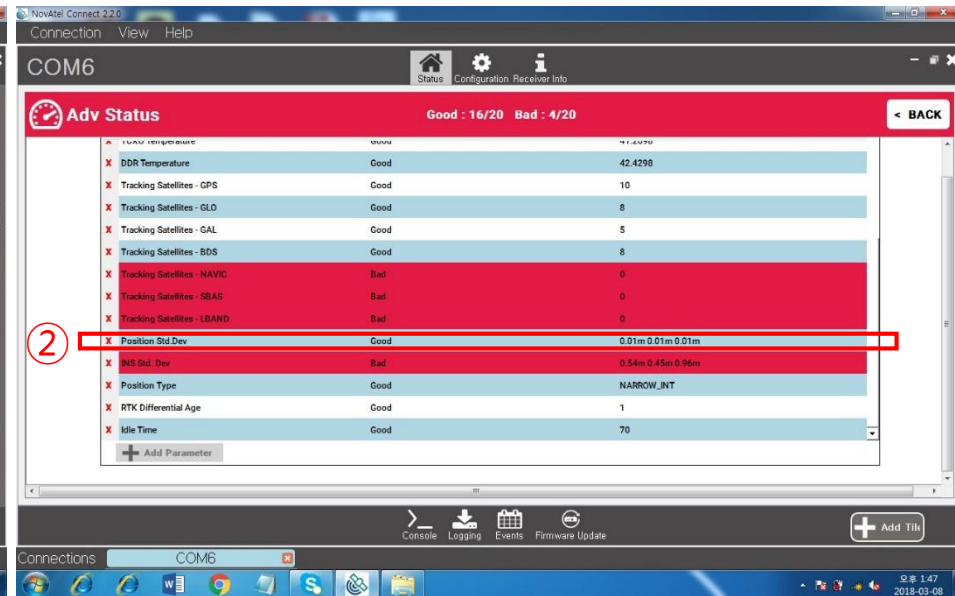 NovAtel Connect 2.2.0
Connection View Help
COM6
Status Configuration Receiver Info
Adv Status Good : 16/20 Bad : 4/20 < BACK
X TCXO Temperature Good 41.2698
X DDR Temperature Good 42.4298
X Tracking Satellites - GPS Good 10
X Tracking Satellites - GLO Good 8
X Tracking Satellites - GAL Good 5
X Tracking Satellites - BDS Good 8
X Tracking Satellites - NAVIC Bad 0
X Tracking Satellites - SBAS Bad 0
X Tracking Satellites - LBAND Bad 0
② X Position Std.Dev Good 0.01m 0.01m 0.01m
X INS Std. Dev Bad 0.54m 0.45m 0.96m
X Position Type Good NARROW_INT
X RTK Differential Age Good 1
X Idle Time Good 70
Add Parameter
Console Logging Events Firmware Update
Add Tile
Connections COM6
오후 1:47
2018-03-08